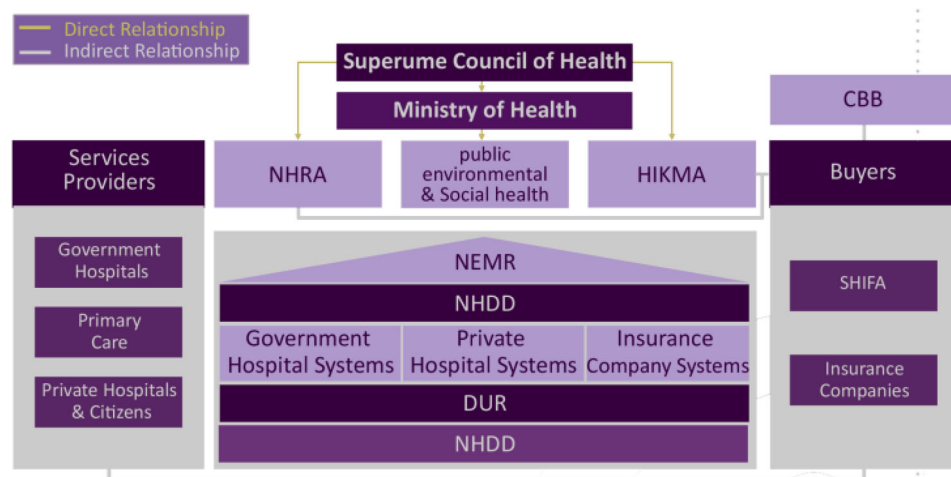 Direct Relationship
Indirect Relationship
Superume Council of Health
Ministry of Health
CBB
Services
Providers
NHRA
public
environmental
& Social health
HIKMA
Buyers
Government
Hospitals
Primary
Care
Private Hospitals
& Citizens
NEMR
NHDD
Government
Hospital Systems
Private
Hospital Systems
Insurance
Company Systems
DUR
NHDD
SHIFA
Insurance
Companies